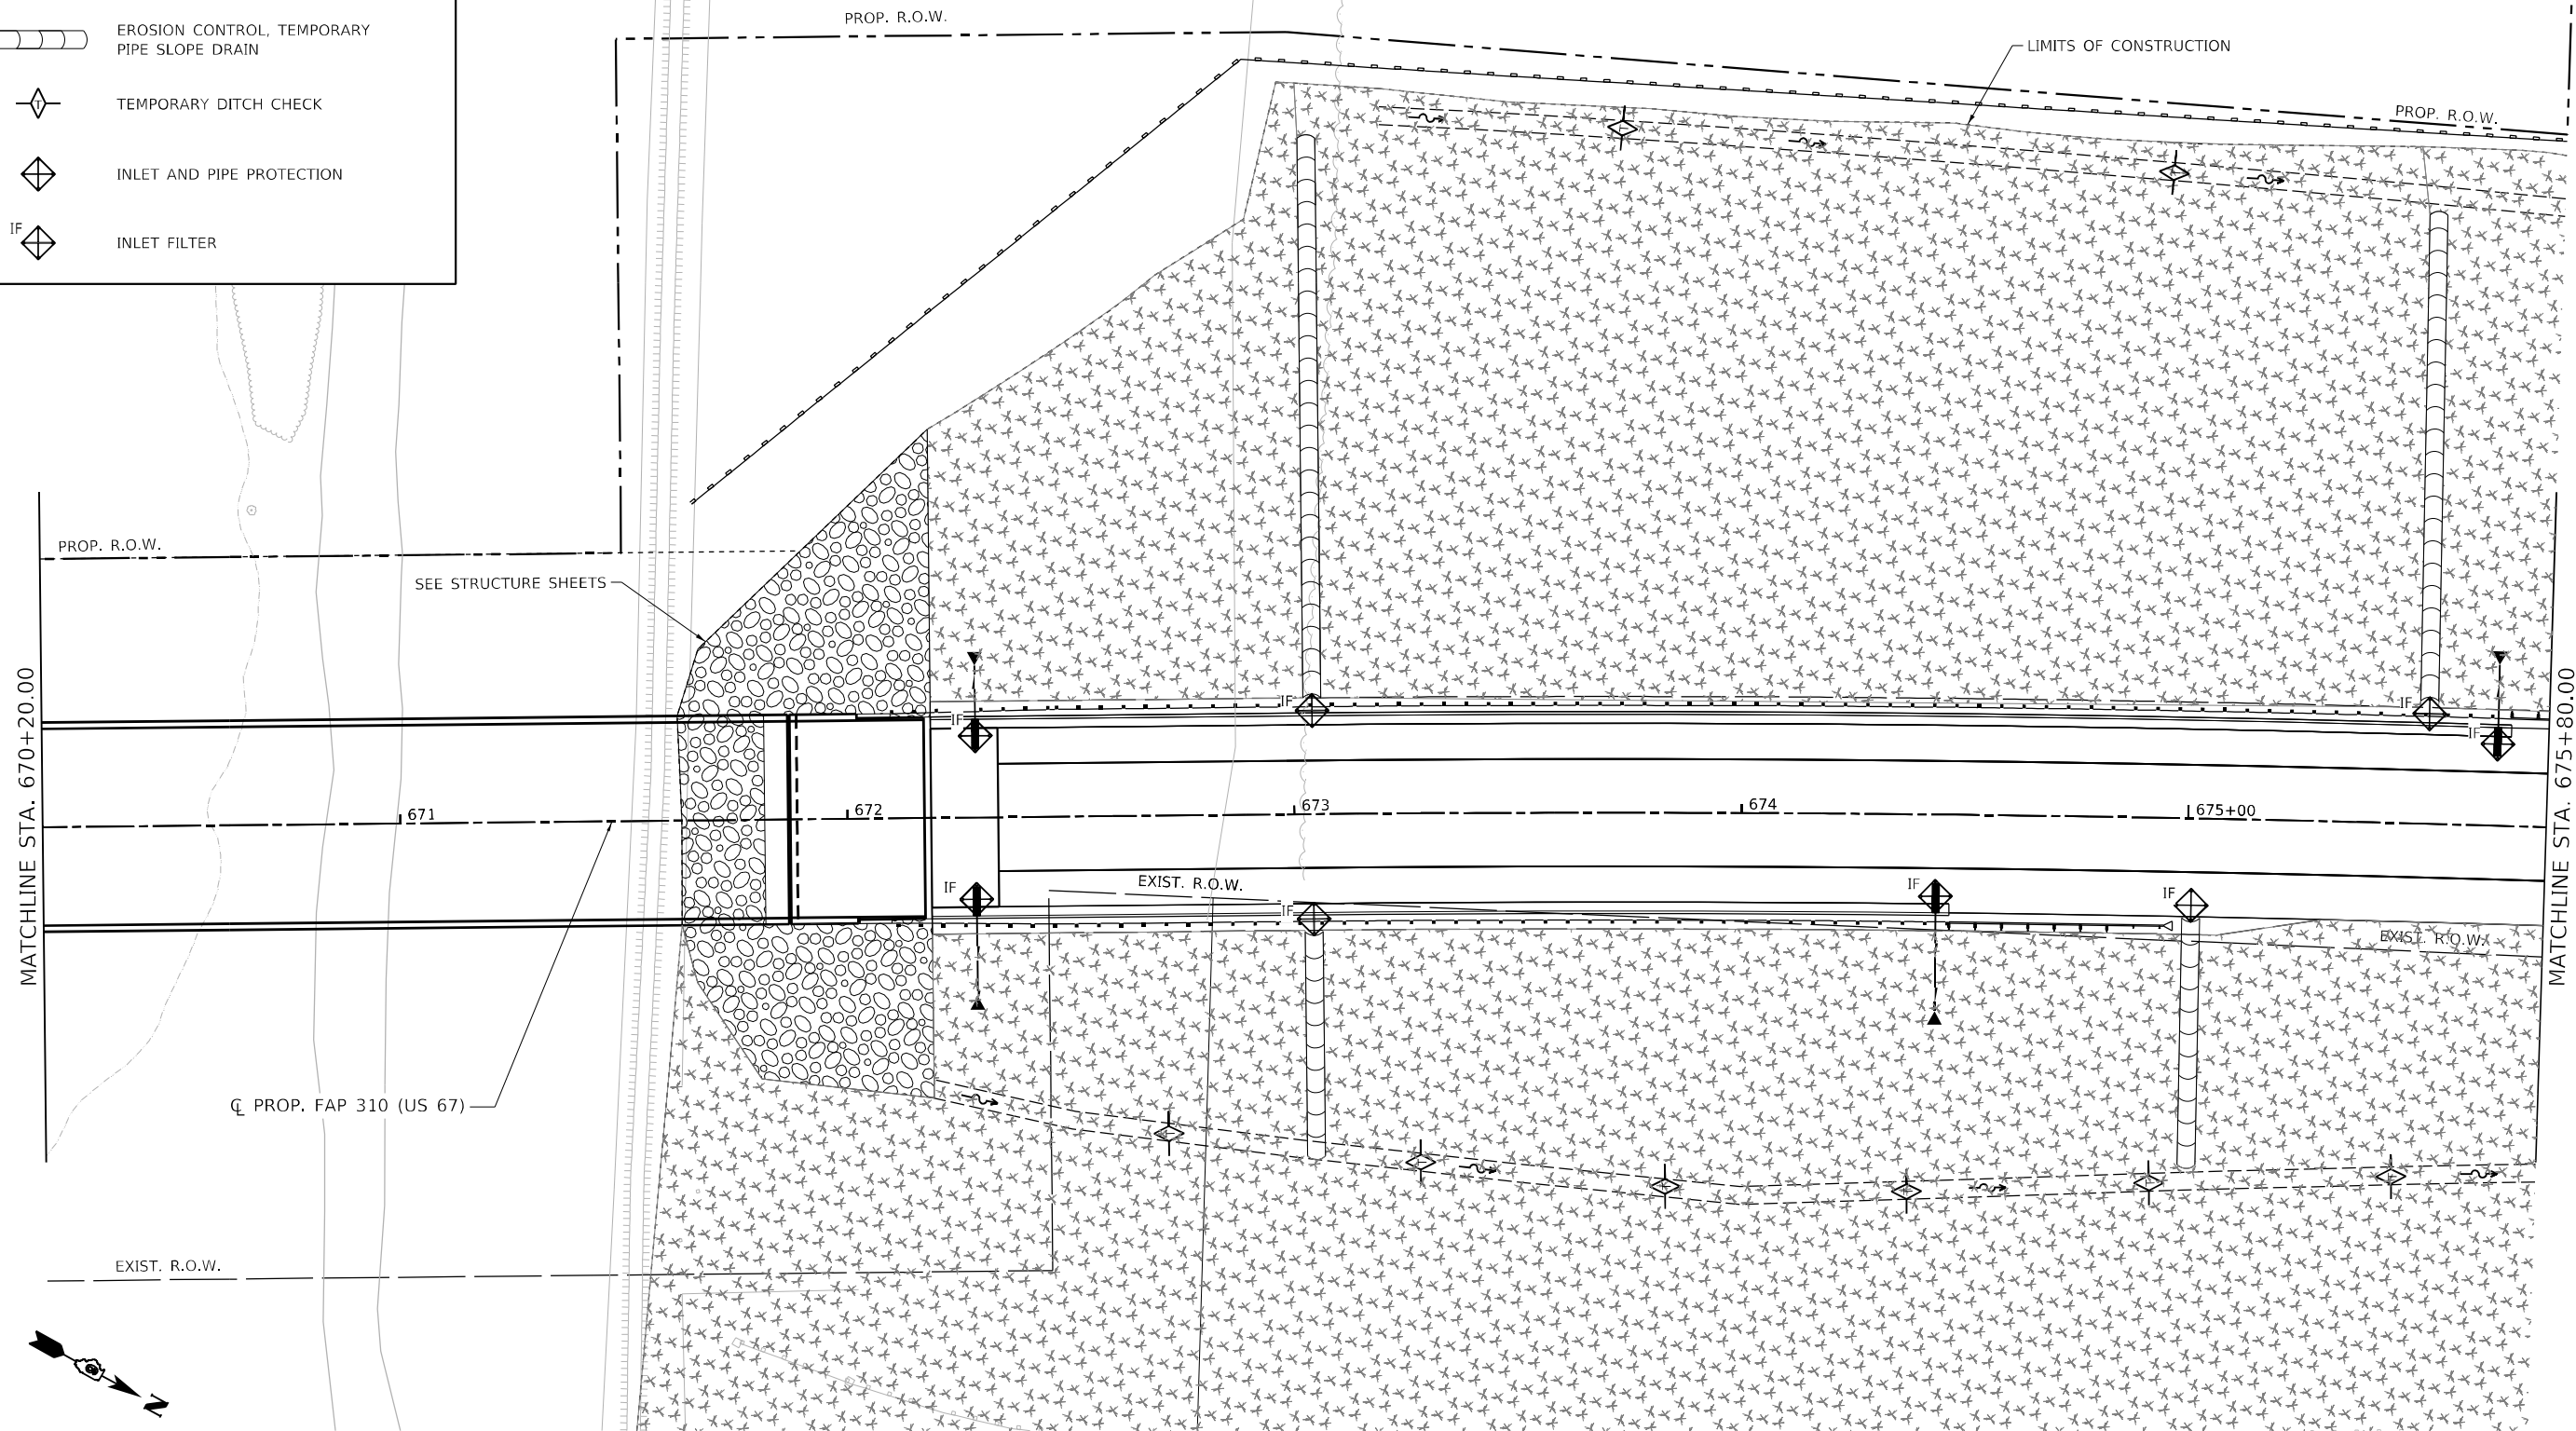 EROSION CONTROL, TEMPORARY
PIPE SLOPE DRAIN
T
TEMPORARY DITCH CHECK
INLET AND PIPE PROTECTION
IF
INLET FILTER
PROP. R.O.W.
LIMITS OF CONSTRUCTION
PROP. R.O.W.
PROP. R.O.W.
SEE STRUCTURE SHEETS
MATCHLINE STA. 670+20.00
MATCHLINE STA. 675+80.00
IF
IF
IF
IF
671
672
673
674
675+00
IF
EXIST. R.O.W.
IF
IF
IF
EXIST. R.O.W.
℄ PROP. FAP 310 (US 67)
EXIST. R.O.W.
N